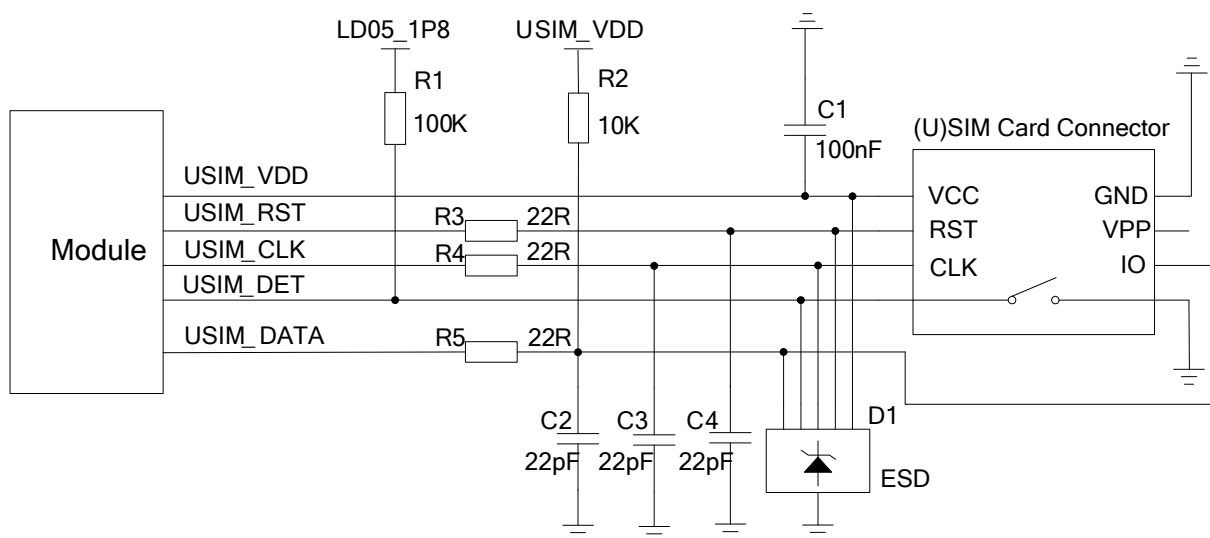 LD05_1P8 USIM_VDD
R1 R2
100K 10K
C1
100nF
(U)SIM Card Connector
Module
USIM_VDD
USIM_RST
USIM_CLK
USIM_DET
USIM_DATA
R3 22R
R4 22R
R5 22R
VCC GND
RST VPP
CLK IO
C2 C3 C4
22pF 22pF 22pF
D1
ESD